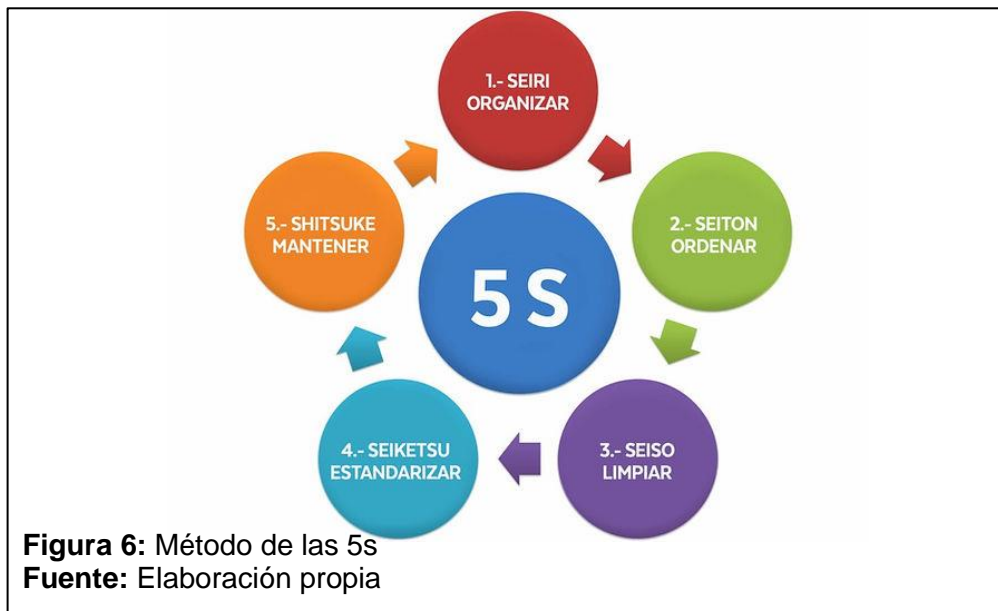 1.- SEIRI
ORGANIZAR
2.- SEITON
ORDENAR
3.- SEISO
LIMPIAR
4.- SEIKETSU
ESTANDARIZAR
5.- SHITSUKE
MANTENER
5 S
Figura 6: Método de las 5s
Fuente: Elaboración propia